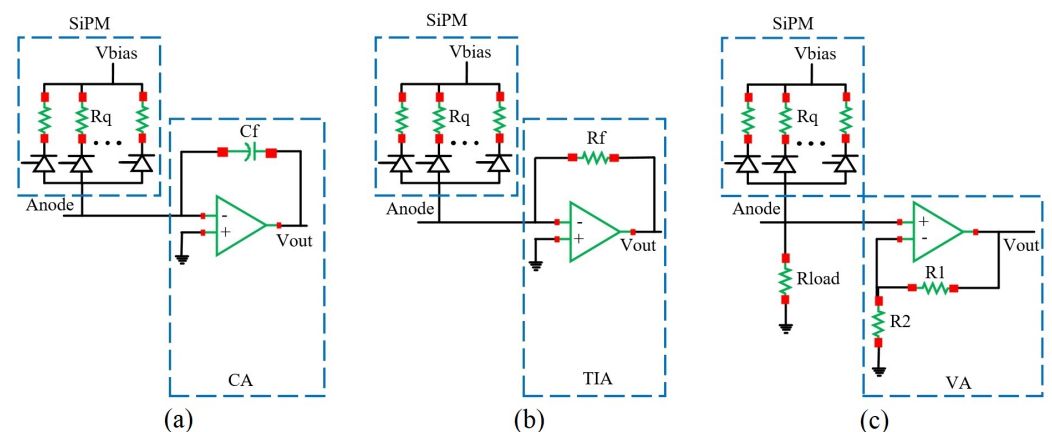 SiPM
Vbias
Rq
Cf
Anode
-
+
Vout
CA
(a)
SiPM
Vbias
Rq
Rf
Anode
-
+
Vout
TIA
(b)
SiPM
Vbias
Rq
Anode
+
-
Vout
Rload
R1
R2
VA
(c)